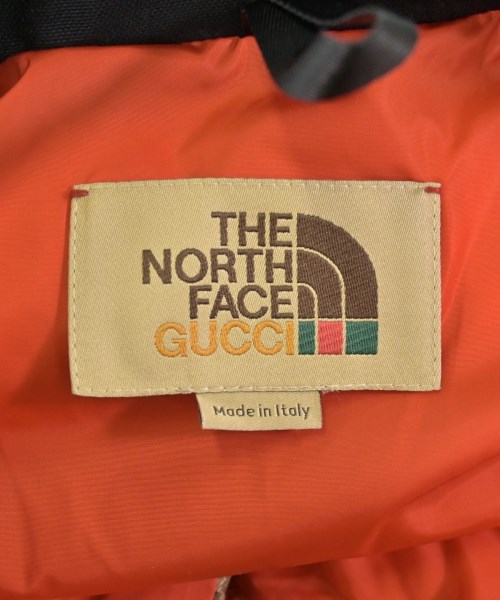 THE
NORTH
FACE
GUCCI
Made in Italy